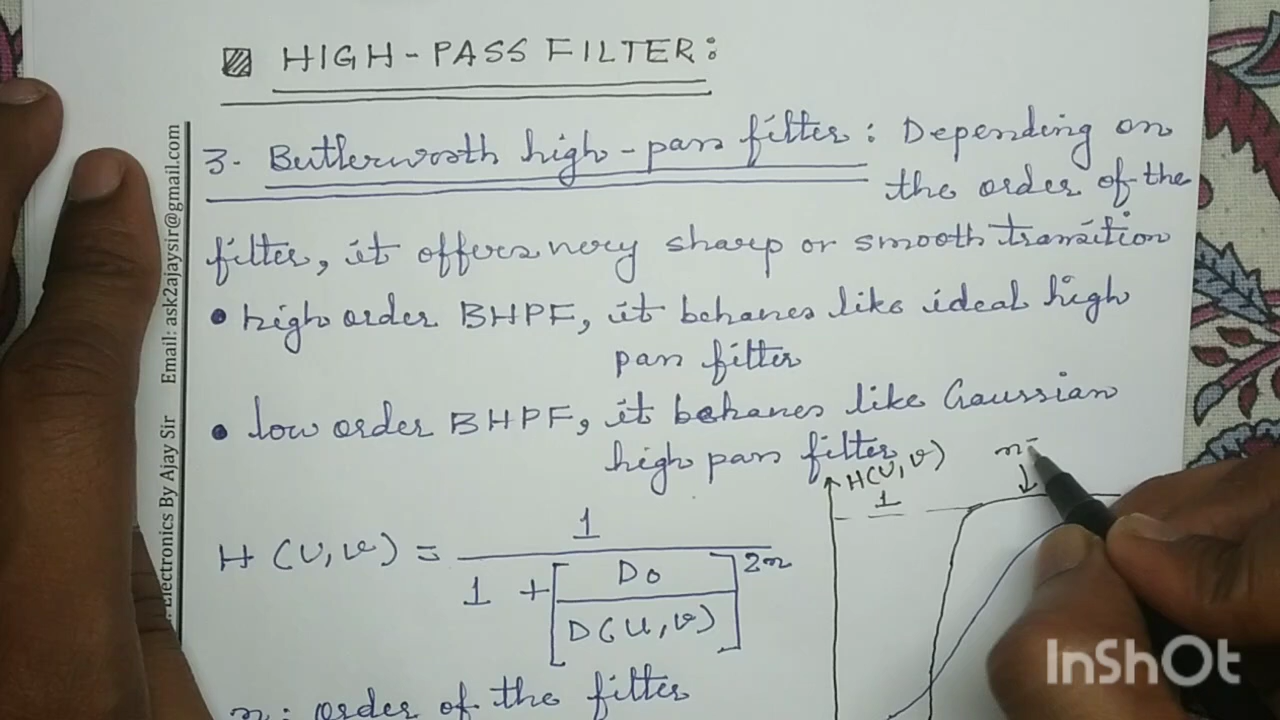 HIGH-PASS FILTER:
3. Butterworth high-pass filter: Depending on
the order of the
filter, it offers very sharp or smooth transition
• high order BHPF, it behaves like ideal high
pass filter
• low order BHPF, it behaves like Gaussian
high pass filter
H(U,V)
n=
1
H (U,V) = 1 / 1 + [D0 / D(U,V)]^2n
n: order of the filter
Electronics By Ajay Sir Email: ask2ajaysir@gmail.com
InShOt